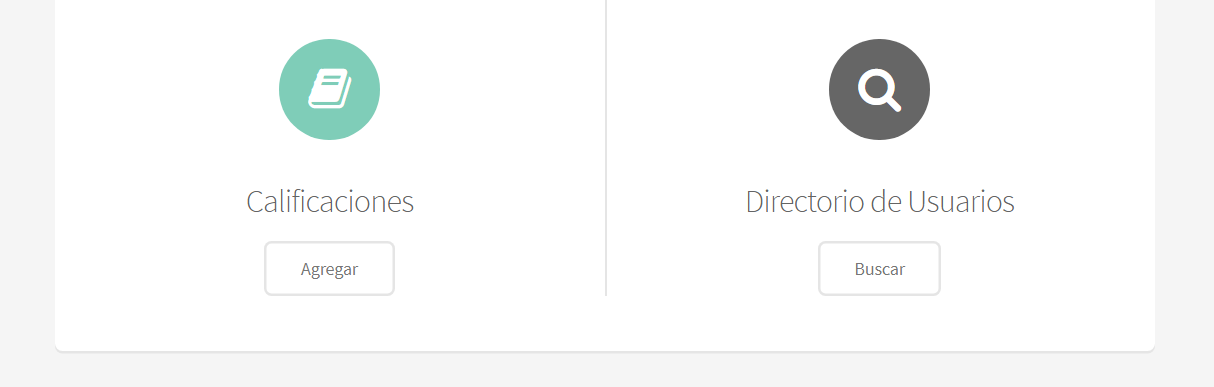 Calificaciones
Agregar
Directorio de Usuarios
Buscar